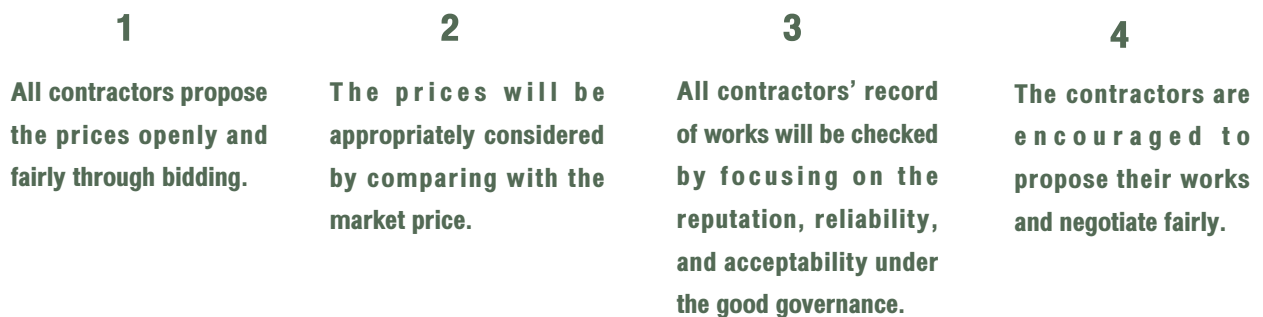 1
All contractors propose
the prices openly and
fairly through bidding.
2
The prices will be
appropriately considered
by comparing with the
market price.
3
All contractors’ record
of works will be checked
by focusing on the
reputation, reliability,
and acceptability under
the good governance.
4
The contractors are
encouraged to
propose their works
and negotiate fairly.